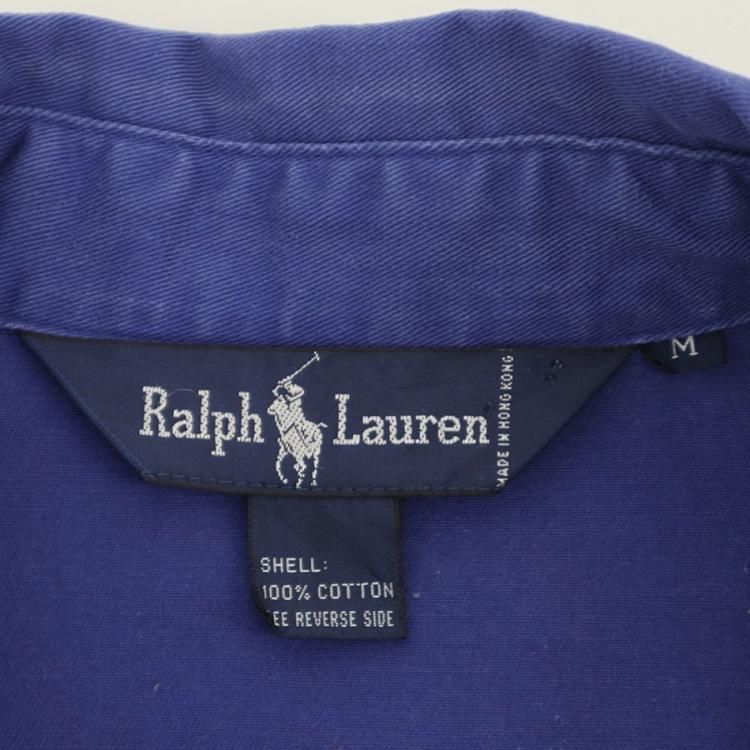 Ralph Lauren
MADE IN HONG KONG
M
SHELL:
100% COTTON
EE REVERSE SIDE